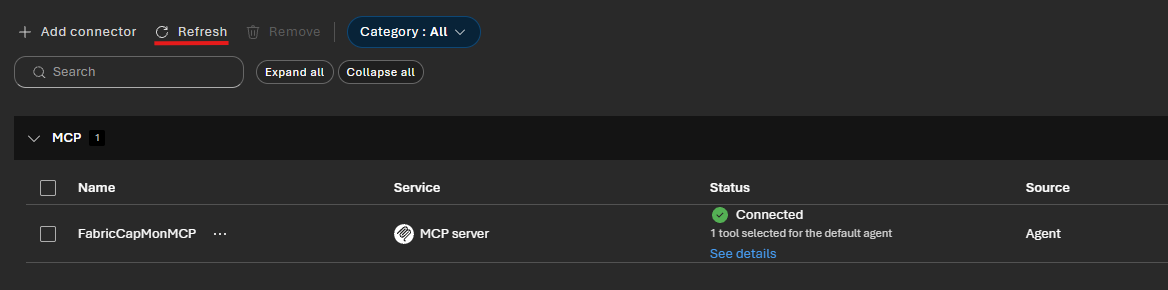 Add connector Refresh Remove Category : All
Search Expand all Collapse all
MCP 1
Name Service Status Source
FabricCapMonMCP ... MCP server Connected Agent
1 tool selected for the default agent
See details